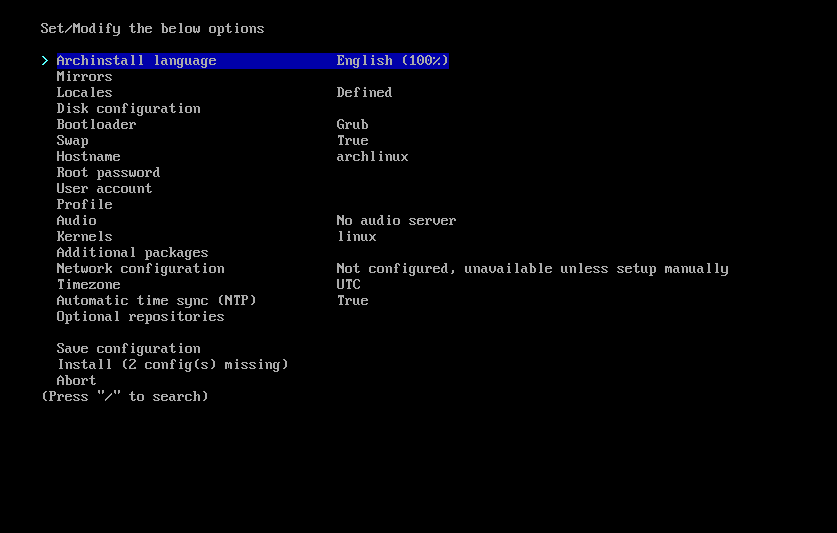 Set/Modify the below options
> Archinstall language English (100%)
Mirrors
Locales Defined
Disk configuration
Bootloader Grub
Swap True
Hostname archlinux
Root password
User account
Profile
Audio No audio server
Kernels linux
Additional packages
Network configuration Not configured, unavailable unless setup manually
Timezone UTC
Automatic time sync (NTP) True
Optional repositories
Save configuration
Install (2 config(s) missing)
Abort
(Press "/" to search)